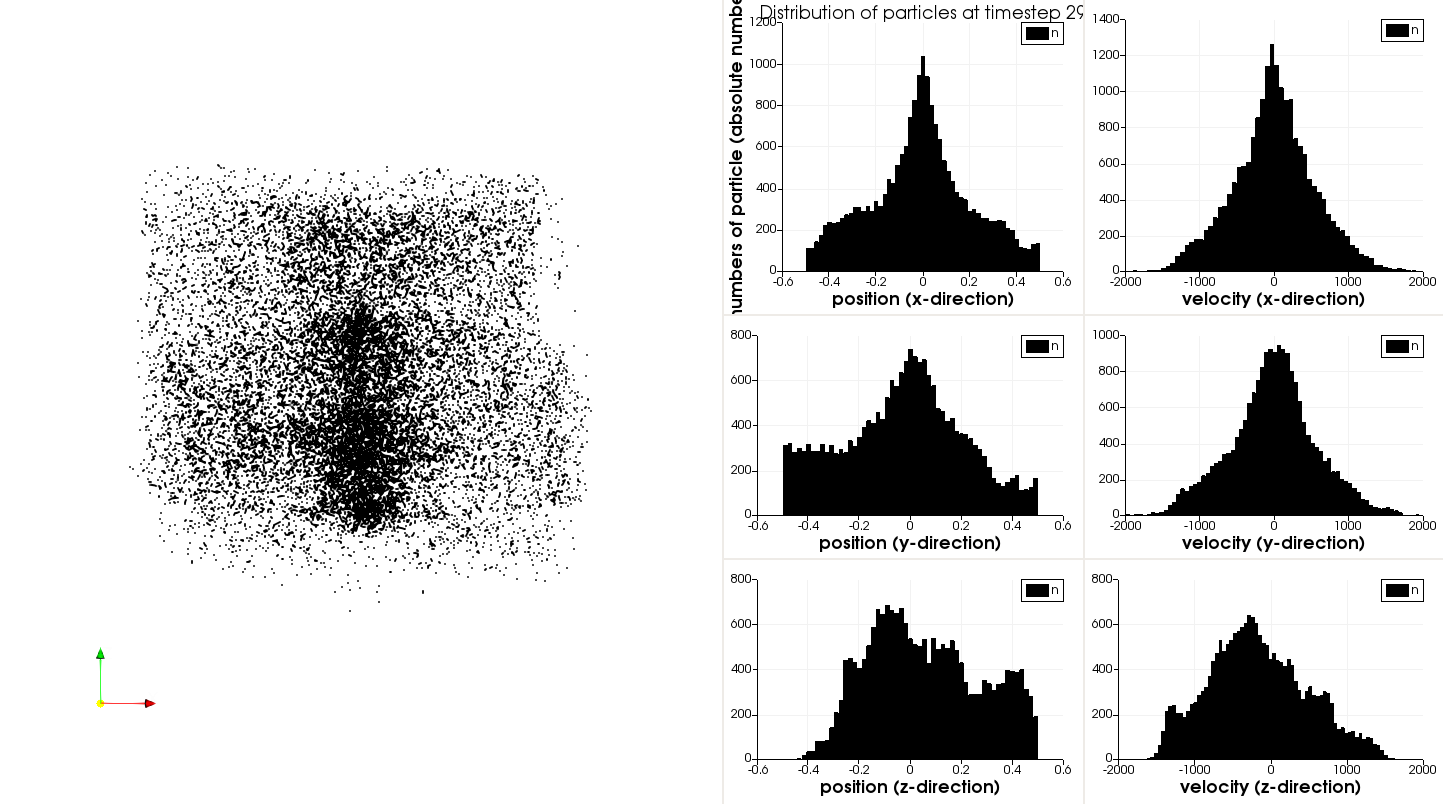 Distribution of particles at timestep 29
numbers of particle (absolute numbe
1200
1000
800
600
400
200
0
-0.6 -0.4 -0.2 0 0.2 0.4 0.6
position (x-direction)
n
1400
1200
1000
800
600
400
200
0
-2000 -1000 0 1000 2000
velocity (x-direction)
n
800
600
400
200
0
-0.6 -0.4 -0.2 0 0.2 0.4 0.6
position (y-direction)
n
1000
800
600
400
200
0
-2000 -1000 0 1000 2000
velocity (y-direction)
n
800
600
400
200
0
-0.6 -0.4 -0.2 0 0.2 0.4 0.6
position (z-direction)
n
800
600
400
200
0
-2000 -1000 0 1000 2000
velocity (z-direction)
n